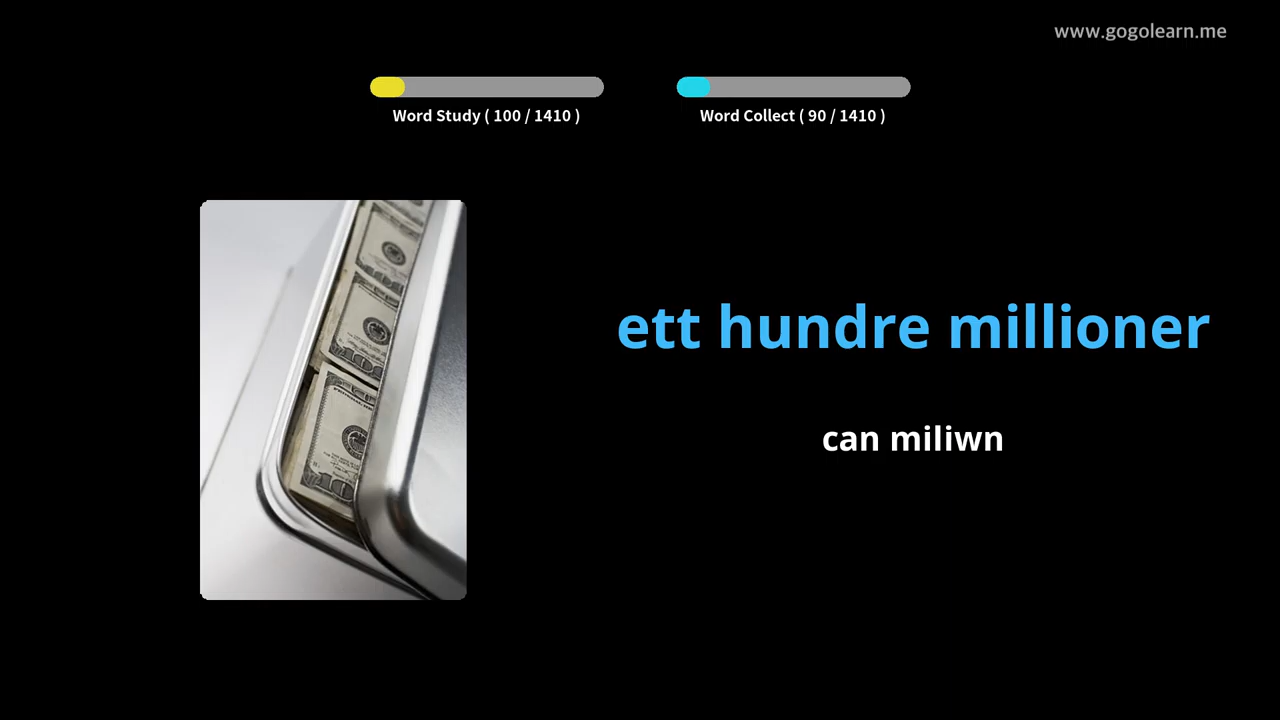 www.gogolearn.me
Word Study ( 100 / 1410 )
Word Collect ( 90 / 1410 )
ett hundre millioner
can miliwn